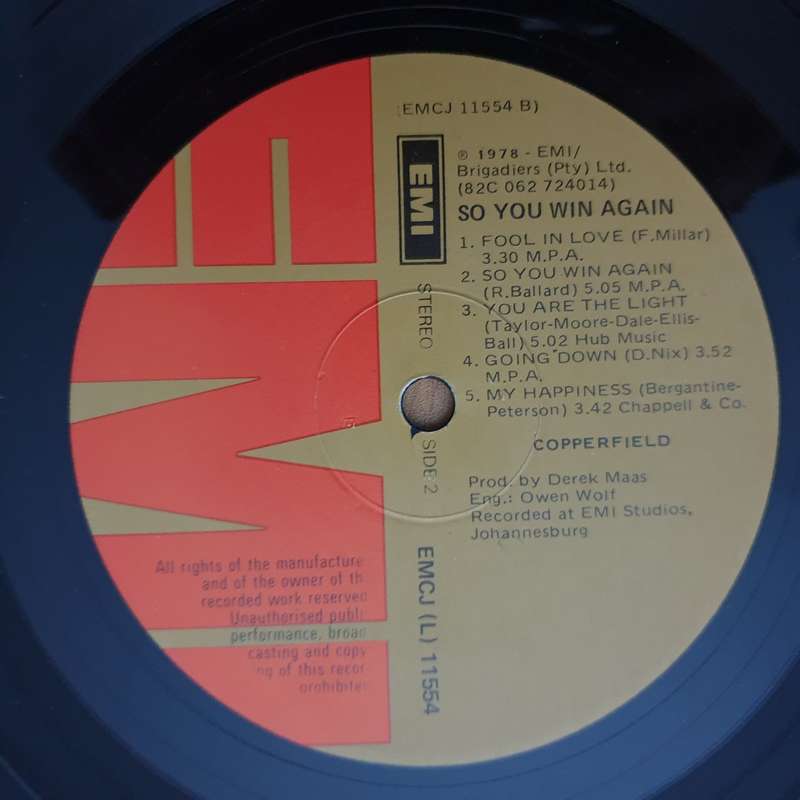 EMCJ 11554 B)
EMI
℗ 1978 - EMI/
Brigadiers (Pty) Ltd.
(82C 062 724014)
SO YOU WIN AGAIN
1. FOOL IN LOVE (F.Millar)
3.30 M.P.A.
2. SO YOU WIN AGAIN
(R.Ballard) 5.05 M.P.A.
3. YOU ARE THE LIGHT
(Taylor-Moore-Dale-Ellis-
Ball) 5.02 Hub Music
4. GOING DOWN (D.Nix) 3.52
M.P.A.
5. MY HAPPINESS (Bergantine-
Peterson) 3.42 Chappell & Co.
COPPERFIELD
Prod. by Derek Maas
Eng.: Owen Wolf
Recorded at EMI Studios,
Johannesburg
STEREO
SIDE 2
EMCJ (L) 11554
EMI
All rights of the manufacture
and of the owner of th
recorded work reserved
Unauthorised publi
performance, broad
casting and copy
ng of this recor
prohibite